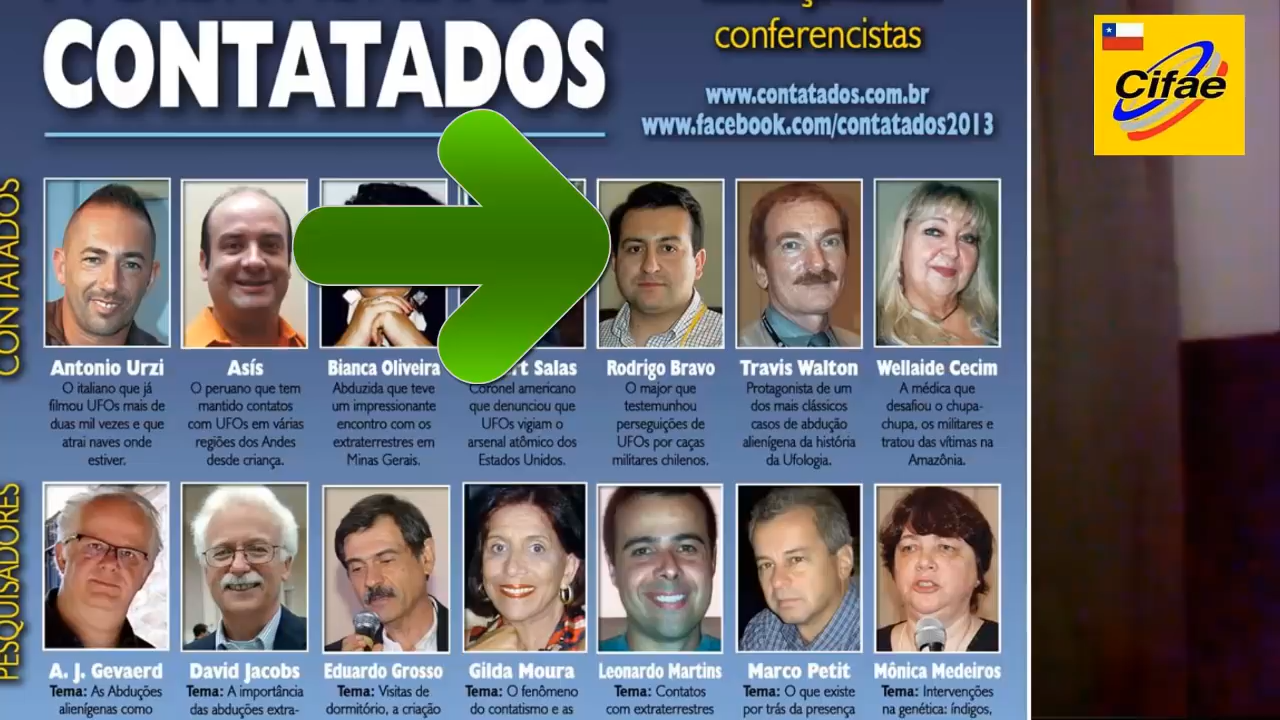 CONTATADOS
conferencistas
www.contatados.com.br
www.facebook.com/contatados2013
Cifae
CONTATADOS
Antonio Urzi
O italiano que já
filmou UFOs mais de
duas mil vezes e que
atrai naves onde
estiver.
Asís
O peruano que tem
mantido contatos
com UFOs em várias
regiões dos Andes
desde criança.
Bianca Oliveira
Abduzida que teve
um impressionante
encontro com os
extraterrestres em
Minas Gerais.
Salas
Coronel americano
que denunciou que
UFOs vigiam o
arsenal atômico dos
Estados Unidos.
Rodrigo Bravo
O major que
testemunhou
perseguições de
UFOs por caças
militares chilenos.
Travis Walton
Protagonista de um
dos mais clássicos
casos de abdução
alienígena da história
da Ufologia.
Wellaide Cecim
A médica que
desafiou o chupa-
chupa, os militares e
tratou das vítimas na
Amazônia.
PESQUISADORES
A. J. Gevaerd
Tema: As Abduções
alienígenas como
David Jacobs
Tema: A importância
das abduções extra-
Eduardo Grosso
Tema: Visitas de
dormitório, a criação
Gilda Moura
Tema: O fenômeno
do contatismo e as
Leonardo Martins
Tema: Contatos
com extraterrestres
Marco Petit
Tema: O que existe
por trás da presença
Mônica Medeiros
Tema: Intervenções
na genética: índigos,